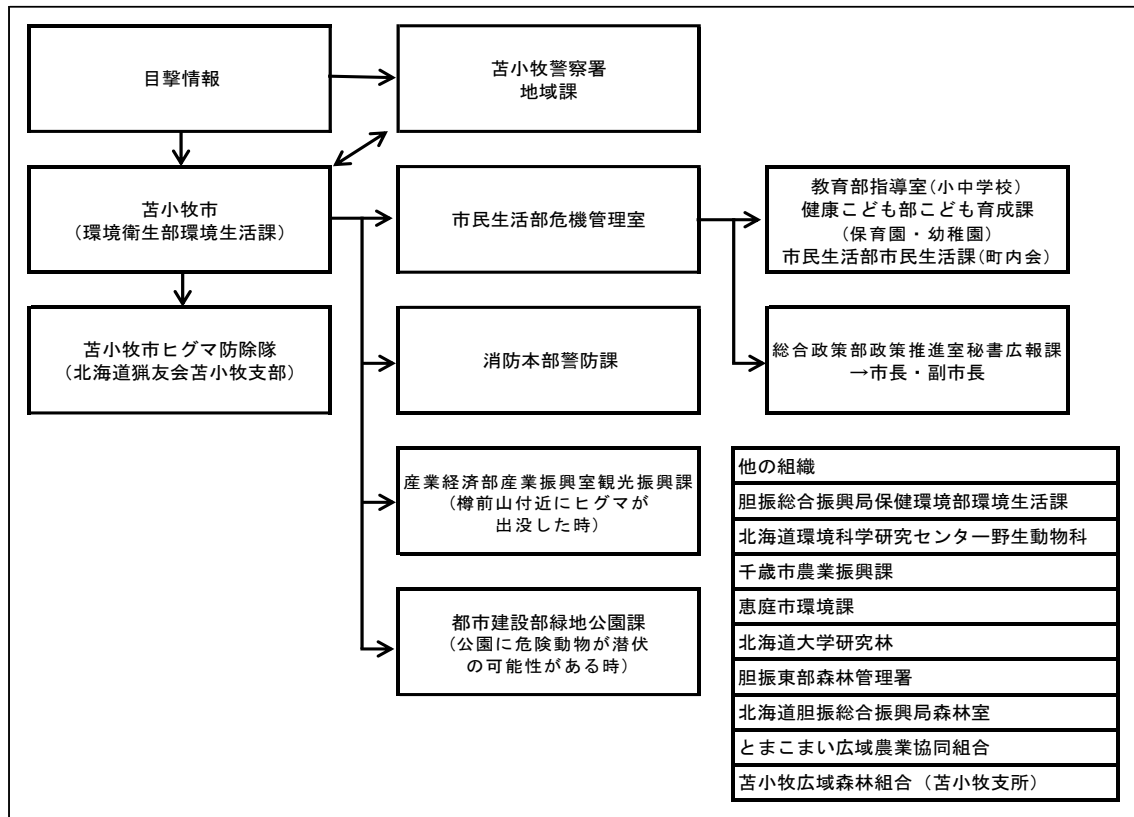 目撃情報
苫小牧警察署
地域課
苫小牧市
(環境衛生部環境生活課)
市民生活部危機管理室
教育部指導室(小中学校)
健康こども部こども育成課
(保育園・幼稚園)
市民生活部市民生活課(町内会)
苫小牧市ヒグマ防除隊
(北海道猟友会苫小牧支部)
消防本部警防課
総合政策部政策推進室秘書広報課
→市長・副市長
産業経済部産業振興室観光振興課
(樽前山付近にヒグマが
出没した時)
都市建設部緑地公園課
(公園に危険動物が潜伏
の可能性がある時)
他の組織
胆振総合振興局保健環境部環境生活課
北海道環境科学研究センター野生動物科
千歳市農業振興課
恵庭市環境課
北海道大学研究林
胆振東部森林管理署
北海道胆振総合振興局森林室
とまこまい広域農業協同組合
苫小牧広域森林組合（苫小牧支所）